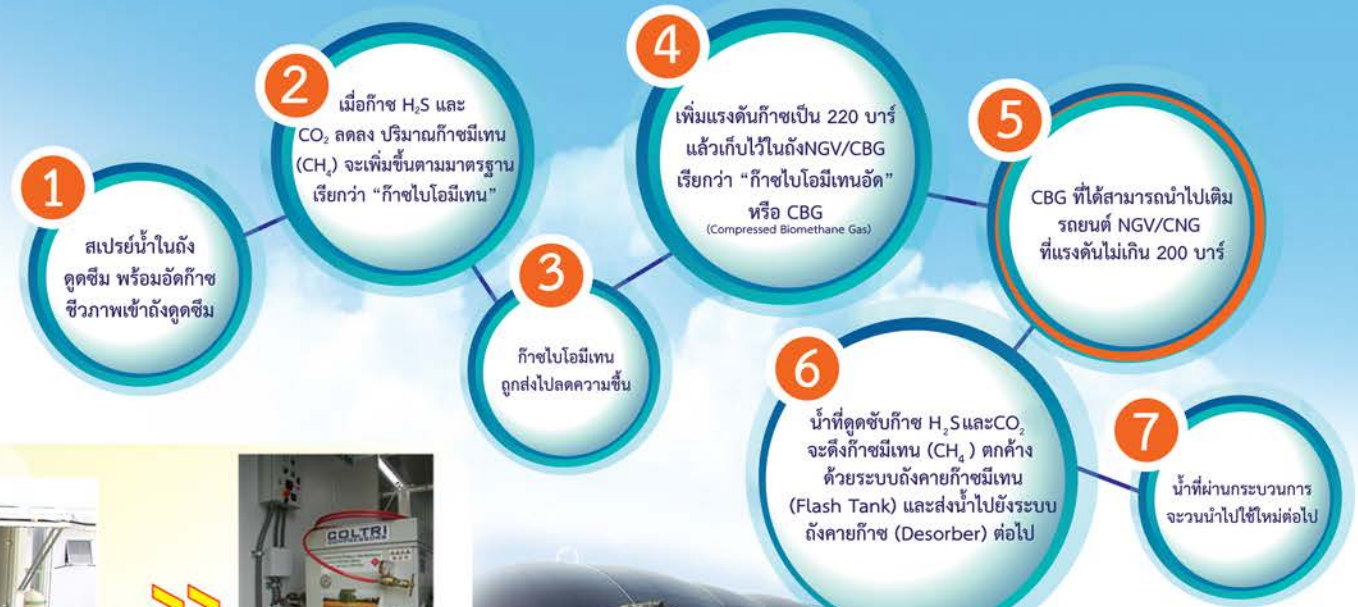 1
สเปรย์น้ำในถัง
ดูดซึม พร้อมอัดก๊าซ
ชีวภาพเข้าถังดูดซึม
2
เมื่อก๊าซ H₂S และ
CO₂ ลดลง ปริมาณก๊าซมีเทน
(CH₄) จะเพิ่มขึ้นตามมาตรฐาน
เรียกว่า “ก๊าซไบโอมีเทน”
3
ก๊าซไบโอมีเทน
ถูกส่งไปลดความชื้น
4
เพิ่มแรงดันก๊าซเป็น 220 บาร์
แล้วเก็บไว้ในถังNGV/CBG
เรียกว่า “ก๊าซไบโอมีเทนอัด”
หรือ CBG
(Compressed Biomethane Gas)
5
CBG ที่ได้สามารถนำไปเติม
รถยนต์ NGV/CNG
ที่แรงดันไม่เกิน 200 บาร์
6
น้ำที่ดูดซับก๊าซ H₂SและCO₂
จะดึงก๊าซมีเทน (CH₄ ) ตกค้าง
ด้วยระบบถังคายก๊าซมีเทน
(Flash Tank) และส่งน้ำไปยังระบบ
ถังคายก๊าซ (Desorber) ต่อไป
7
น้ำที่ผ่านกระบวนการ
จะวนนำไปใช้ใหม่ต่อไป
COLTRI